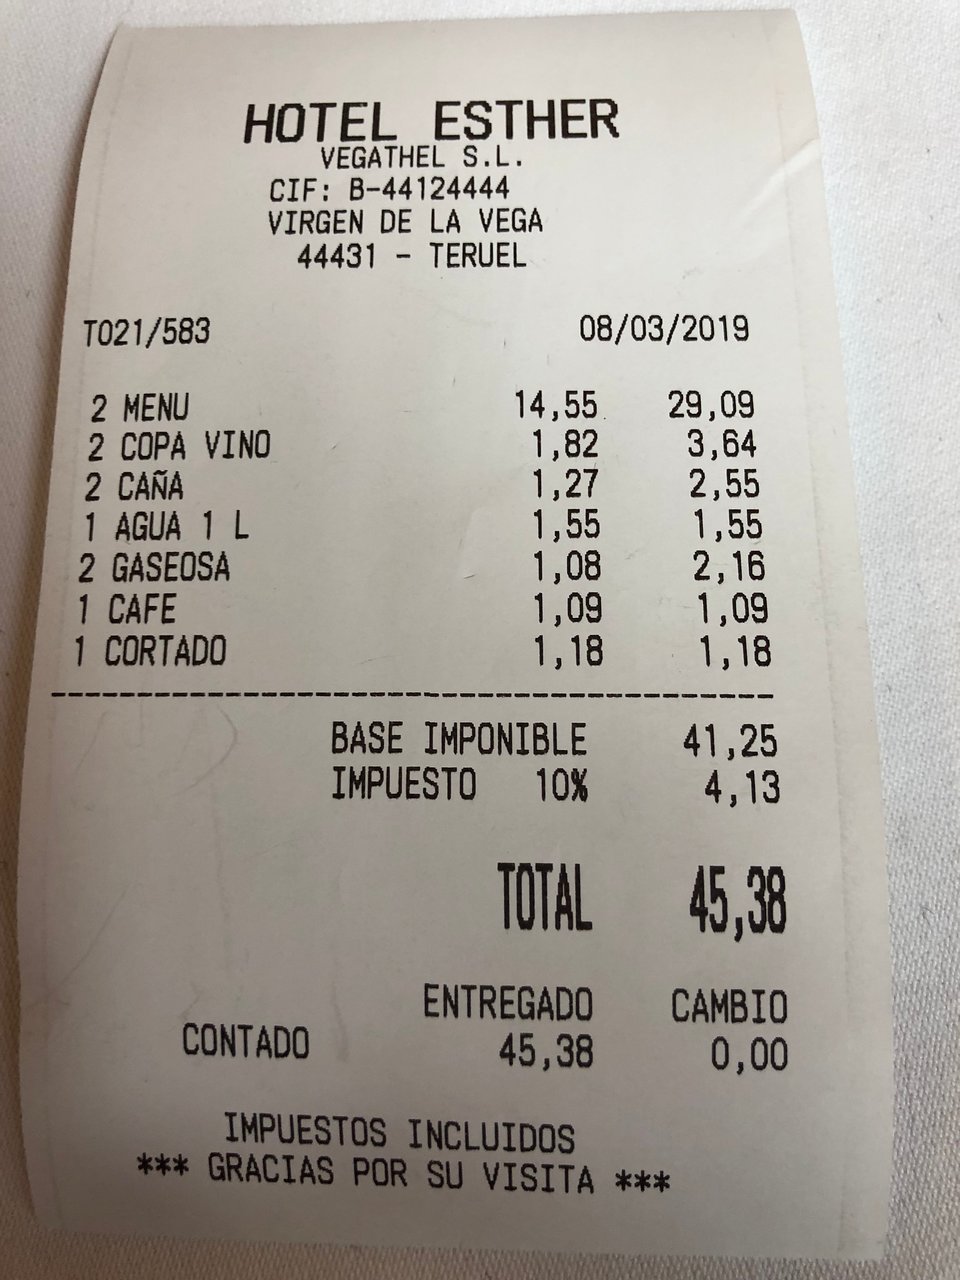 HOTEL ESTHER
VEGATHEL S.L.
CIF: B-44124444
VIRGEN DE LA VEGA
44431 - TERUEL
T021/583 08/03/2019
2 MENU 14,55 29,09
2 COPA VINO 1,82 3,64
2 CAÑA 1,27 2,55
1 AGUA 1 L 1,55 1,55
2 GASEOSA 1,08 2,16
1 CAFE 1,09 1,09
1 CORTADO 1,18 1,18
BASE IMPONIBLE 41,25
IMPUESTO 10% 4,13
TOTAL 45,38
ENTREGADO CAMBIO
CONTADO 45,38 0,00
IMPUESTOS INCLUIDOS
*** GRACIAS POR SU VISITA ***